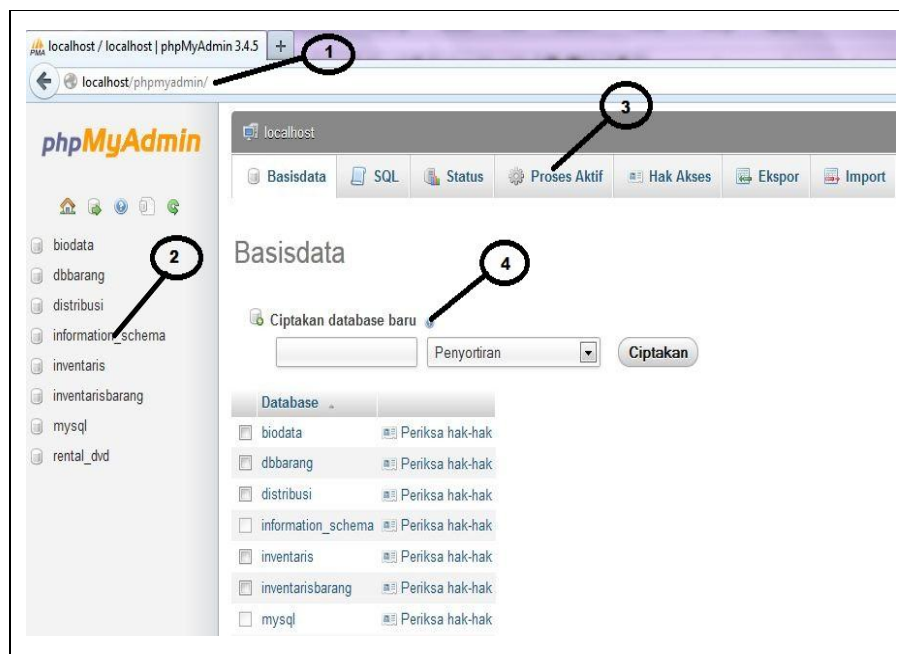 localhost / localhost | phpMyAdmin 3.4.5 +
1
localhost/phpmyadmin/
phpMyAdmin
localhost
3
Basisdata SQL Status Proses Aktif Hak Akses Ekspor Import
biodata
dbbarang
distribusi
information_schema
inventaris
inventarisbarang
mysql
rental_dvd
2
Basisdata
4
Ciptakan database baru
Penyortiran Ciptakan
Database
biodata Periksa hak-hak
dbbarang Periksa hak-hak
distribusi Periksa hak-hak
information_schema Periksa hak-hak
inventaris Periksa hak-hak
inventarisbarang Periksa hak-hak
mysql Periksa hak-hak